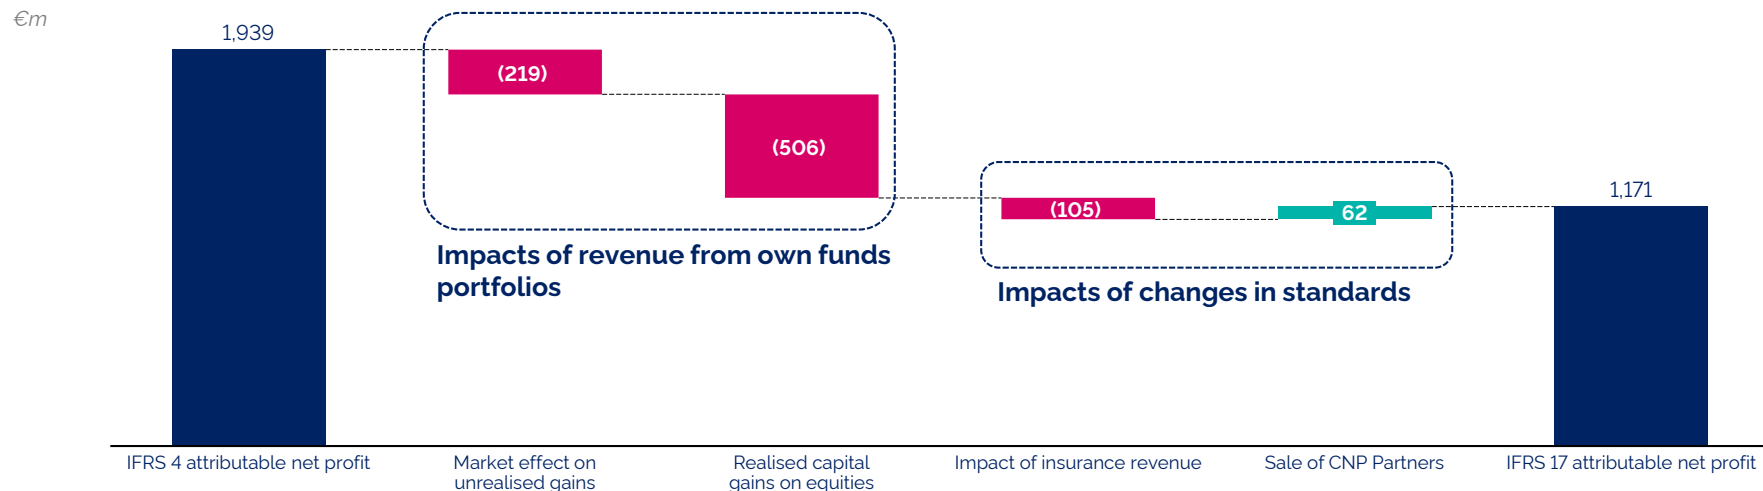 €m
1,939
(219)
(506)
(105)
62
1,171
Impacts of revenue from own funds
portfolios
Impacts of changes in standards
IFRS 4 attributable net profit
Market effect on
unrealised gains
Realised capital
gains on equities
Impact of insurance revenue
Sale of CNP Partners
IFRS 17 attributable net profit